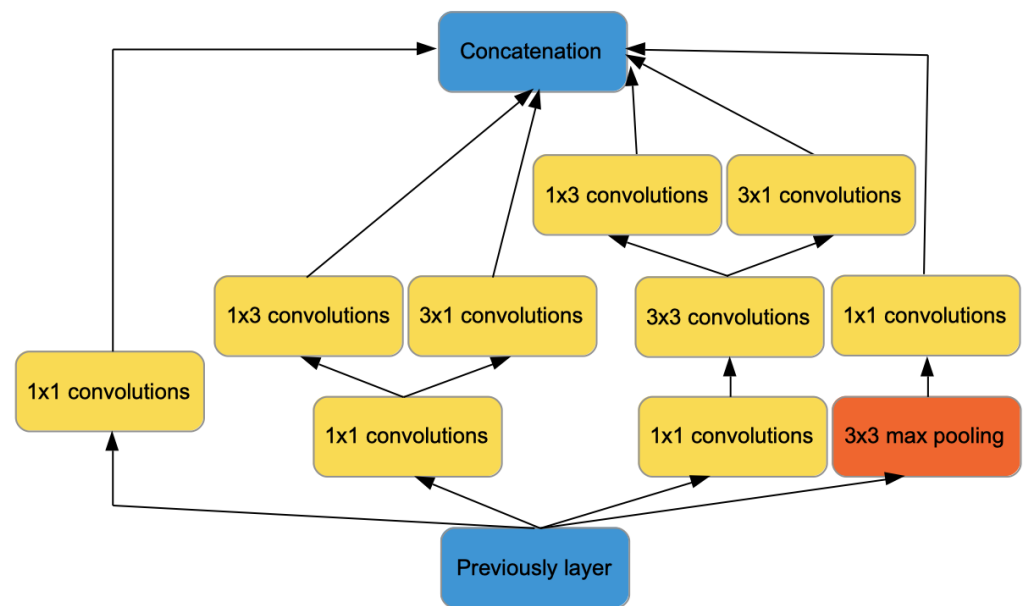 Concatenation
1x3 convolutions
3x1 convolutions
1x3 convolutions
3x1 convolutions
3x3 convolutions
1x1 convolutions
1x1 convolutions
1x1 convolutions
1x1 convolutions
3x3 max pooling
Previously layer